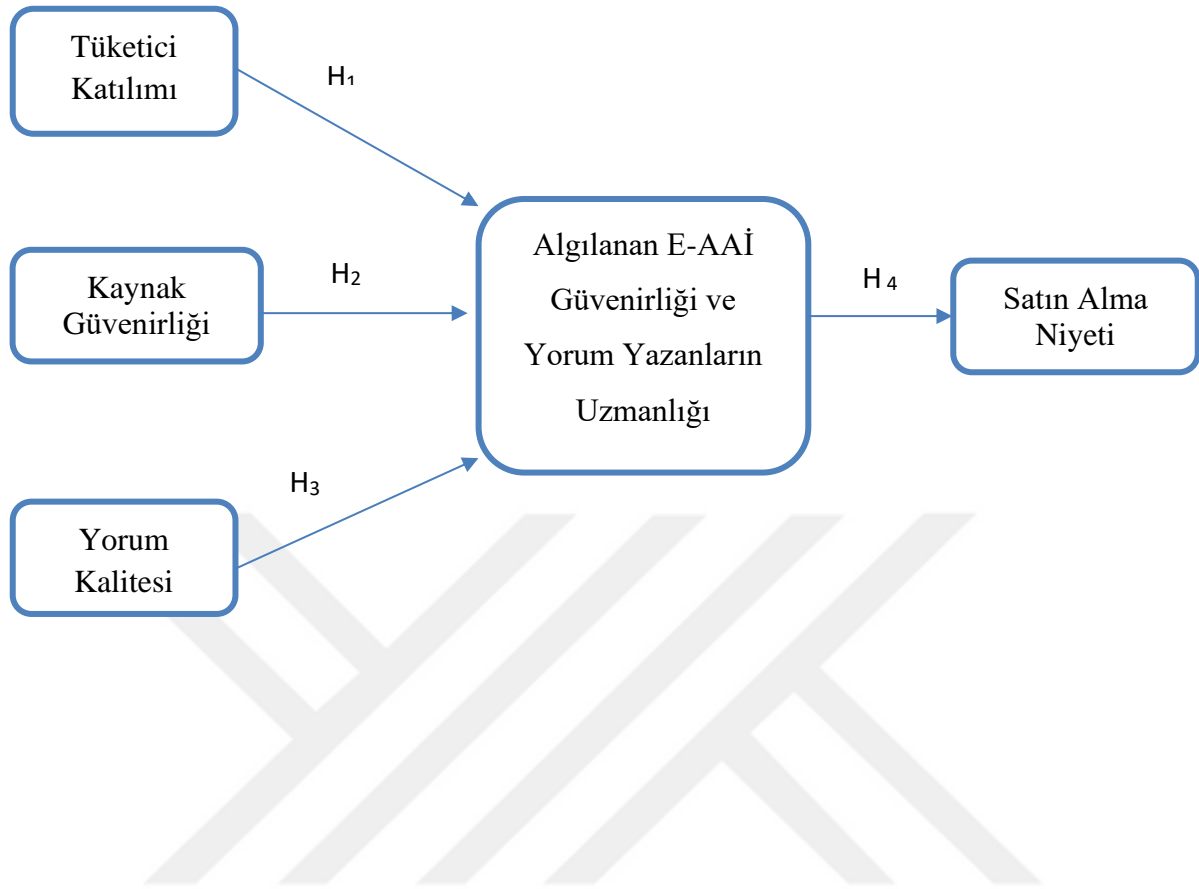 Tüketici
Katılımı
H₁
Kaynak
Güvenirliği
H₂
Yorum
Kalitesi
H₃
Algılanan E-AAİ
Güvenirliği ve
Yorum Yazanların
Uzmanlığı
H ₄
Satın Alma
Niyeti